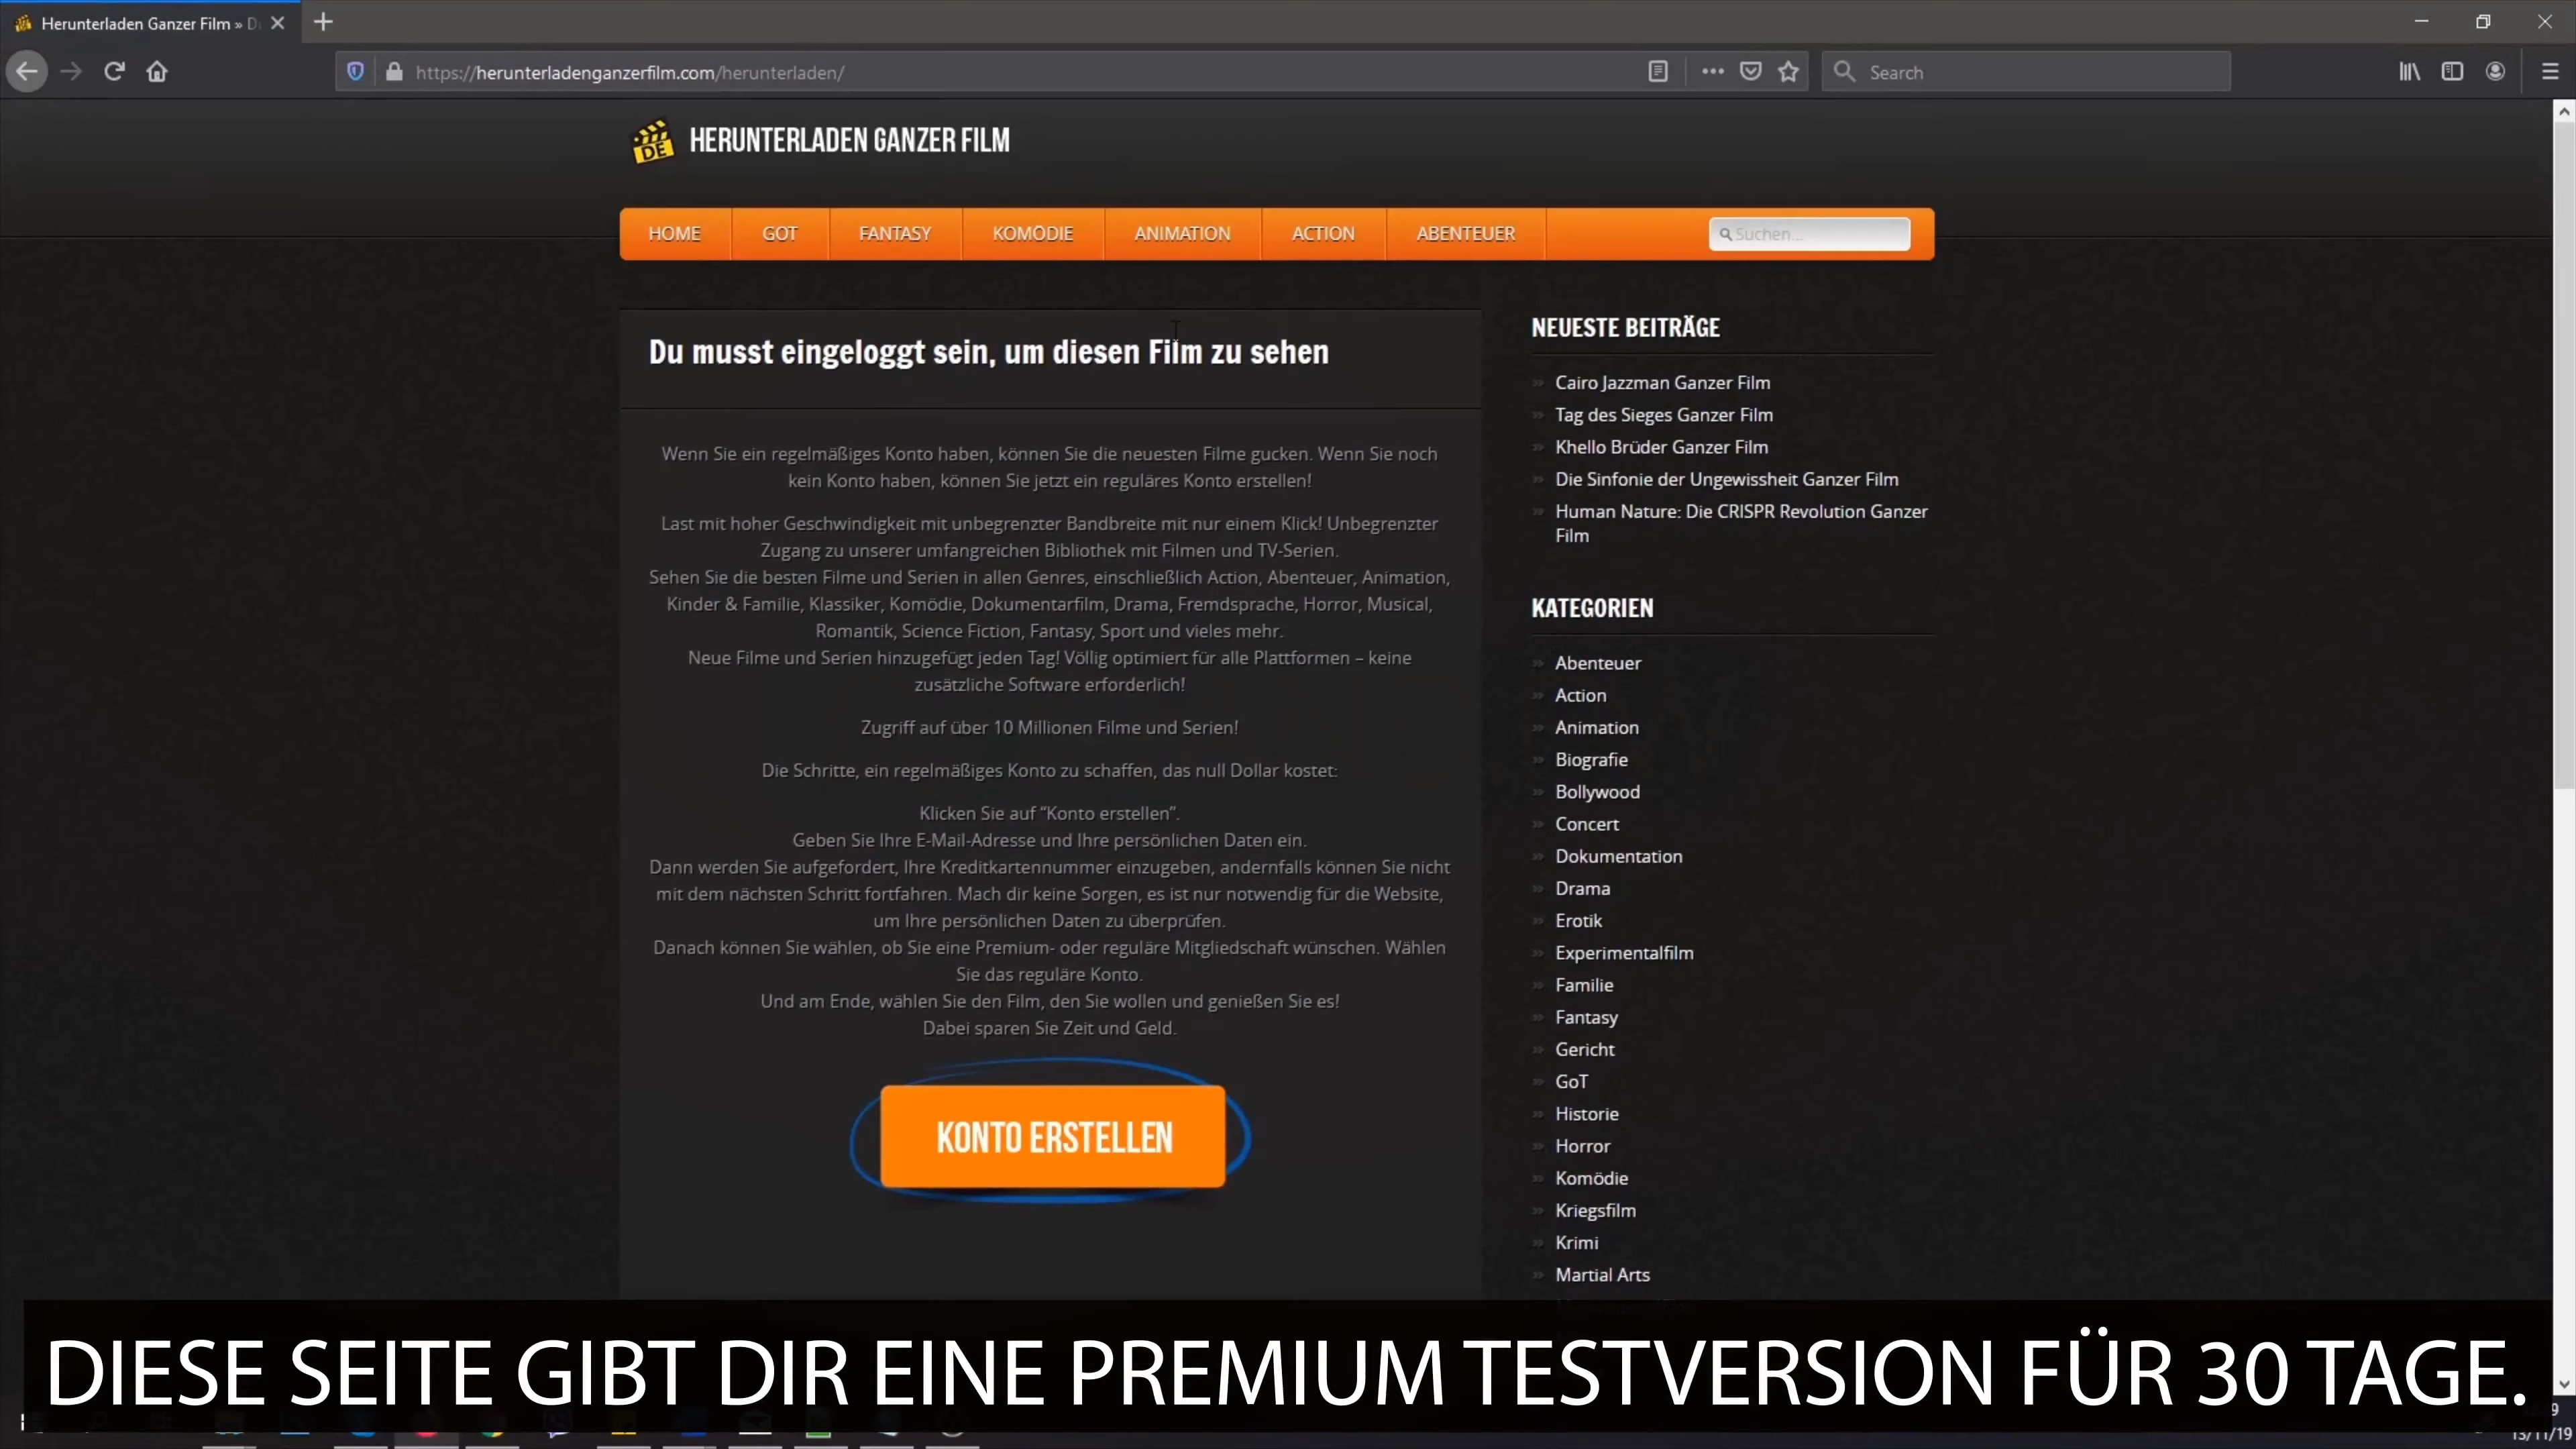 Herunterladen Ganzer Film » D
https://herunterladenganzerfilm.com/herunterladen/
Search
DE
HERUNTERLADEN GANZER FILM
HOME
GOT
FANTASY
KOMÖDIE
ANIMATION
ACTION
ABENTEUER
Suchen...
Du musst eingeloggt sein, um diesen Film zu sehen
Wenn Sie ein regelmäßiges Konto haben, können Sie die neuesten Filme gucken. Wenn Sie noch
kein Konto haben, können Sie jetzt ein reguläres Konto erstellen!
Last mit hoher Geschwindigkeit mit unbegrenzter Bandbreite mit nur einem Klick! Unbegrenzter
Zugang zu unserer umfangreichen Bibliothek mit Filmen und TV-Serien.
Sehen Sie die besten Filme und Serien in allen Genres, einschließlich Action, Abenteuer, Animation,
Kinder & Familie, Klassiker, Komödie, Dokumentarfilm, Drama, Fremdsprache, Horror, Musical,
Romantik, Science Fiction, Fantasy, Sport und vieles mehr.
Neue Filme und Serien hinzugefügt jeden Tag! Völlig optimiert für alle Plattformen – keine
zusätzliche Software erforderlich!
Zugriff auf über 10 Millionen Filme und Serien!
Die Schritte, ein regelmäßiges Konto zu schaffen, das null Dollar kostet:
Klicken Sie auf “Konto erstellen”.
Geben Sie Ihre E-Mail-Adresse und Ihre persönlichen Daten ein.
Dann werden Sie aufgefordert, Ihre Kreditkartennummer einzugeben, andernfalls können Sie nicht
mit dem nächsten Schritt fortfahren. Mach dir keine Sorgen, es ist nur notwendig für die Website,
um Ihre persönlichen Daten zu überprüfen.
Danach können Sie wählen, ob Sie eine Premium- oder reguläre Mitgliedschaft wünschen. Wählen
Sie das reguläre Konto.
Und am Ende, wählen Sie den Film, den Sie wollen und genießen Sie es!
Dabei sparen Sie Zeit und Geld.
KONTO ERSTELLEN
NEUESTE BEITRÄGE
Cairo Jazzman Ganzer Film
Tag des Sieges Ganzer Film
Khello Brüder Ganzer Film
Die Sinfonie der Ungewissheit Ganzer Film
Human Nature: Die CRISPR Revolution Ganzer
Film
KATEGORIEN
Abenteuer
Action
Animation
Biografie
Bollywood
Concert
Dokumentation
Drama
Erotik
Experimentalfilm
Familie
Fantasy
Gericht
GoT
Historie
Horror
Komödie
Kriegsfilm
Krimi
Martial Arts
DIESE SEITE GIBT DIR EINE PREMIUM TESTVERSION FÜR 30 TAGE.
13/11/19